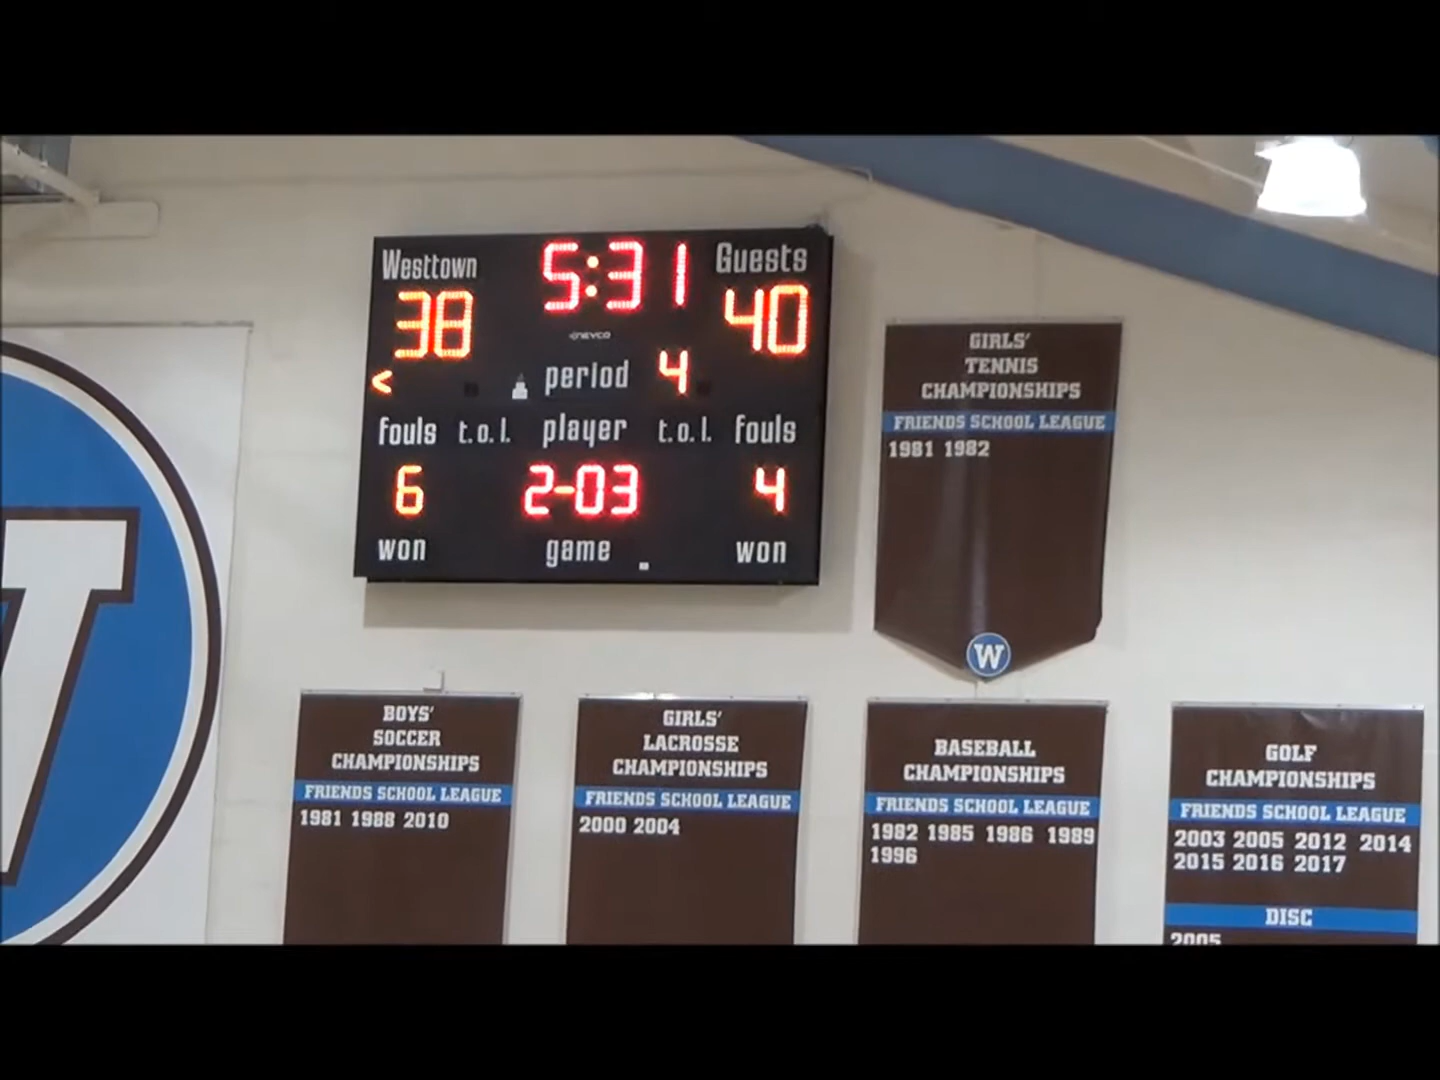 Westtown 5:31 Guests
38 40
NEVCO
< period 4
fouls t.o.l. player t.o.l. fouls
6 2-03 4
won game won
GIRLS'
TENNIS
CHAMPIONSHIPS
FRIENDS SCHOOL LEAGUE
1981 1982
W
W
BOYS'
SOCCER
CHAMPIONSHIPS
FRIENDS SCHOOL LEAGUE
1981 1988 2010
GIRLS'
LACROSSE
CHAMPIONSHIPS
FRIENDS SCHOOL LEAGUE
2000 2004
BASEBALL
CHAMPIONSHIPS
FRIENDS SCHOOL LEAGUE
1982 1985 1986 1989
1996
GOLF
CHAMPIONSHIPS
FRIENDS SCHOOL LEAGUE
2003 2005 2012 2014
2015 2016 2017
DISC
2005